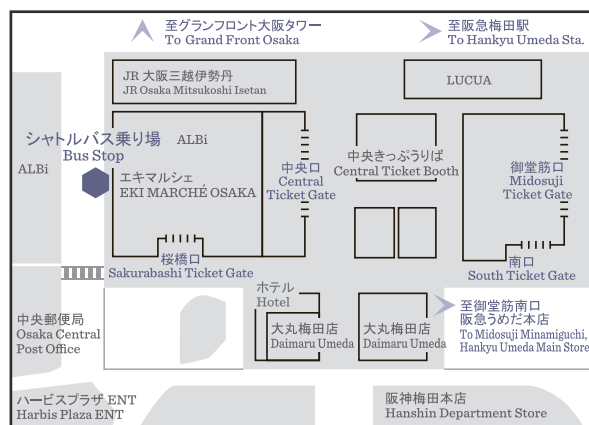 至グランフロント大阪タワー
To Grand Front Osaka
至阪急梅田駅
To Hankyu Umeda Sta.
JR 大阪三越伊勢丹
JR Osaka Mitsukoshi Isetan
LUCUA
シャトルバス乗り場
Bus Stop
ALBi
ALBi
エキマルシェ
EKI MARCHÉ OSAKA
中央口
Central
Ticket Gate
中央きっぷうりば
Central Ticket Booth
御堂筋口
Midosuji
Ticket Gate
桜橋口
Sakurabashi Ticket Gate
南口
South Ticket Gate
中央郵便局
Osaka Central
Post Office
ホテル
Hotel
大丸梅田店
Daimaru Umeda
大丸梅田店
Daimaru Umeda
至御堂筋南口
阪急うめだ本店
To Midosuji Minamiguchi,
Hankyu Umeda Main Store
ハービスプラザ ENT
Harbis Plaza ENT
阪神梅田本店
Hanshin Department Store